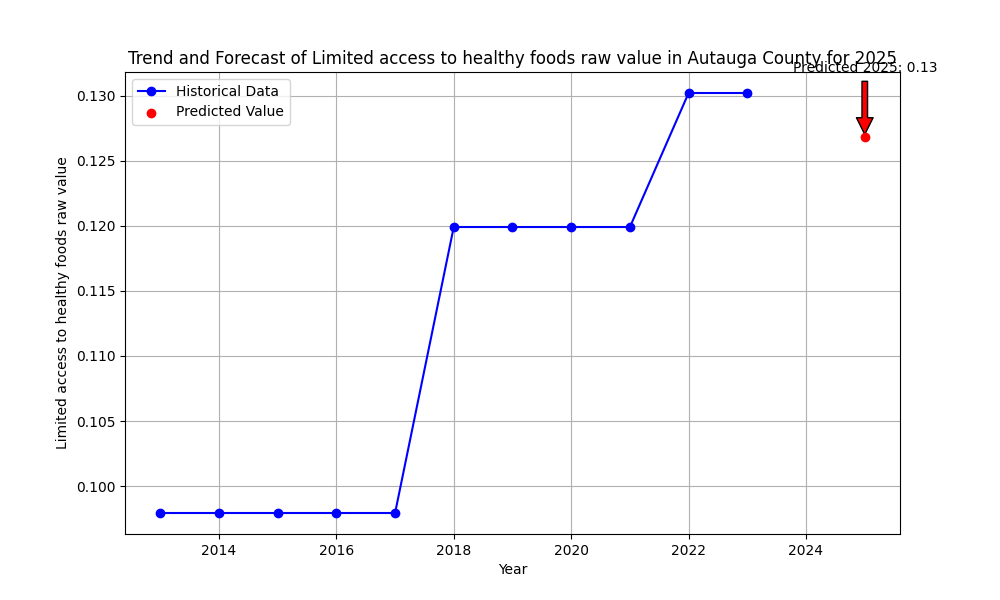 Trend and Forecast of Limited access to healthy foods raw value in Autauga County for 2025
Predicted 2025: 0.13
Historical Data
Predicted Value
0.130
0.125
0.120
0.115
0.110
0.105
0.100
Limited access to healthy foods raw value
2014 2016 2018 2020 2022 2024
Year